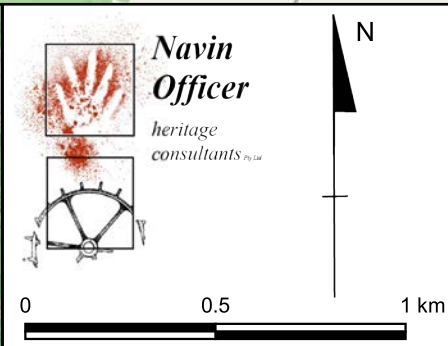 Navin
Officer
heritage
consultants Pty Ltd
N
0 0.5 1 km